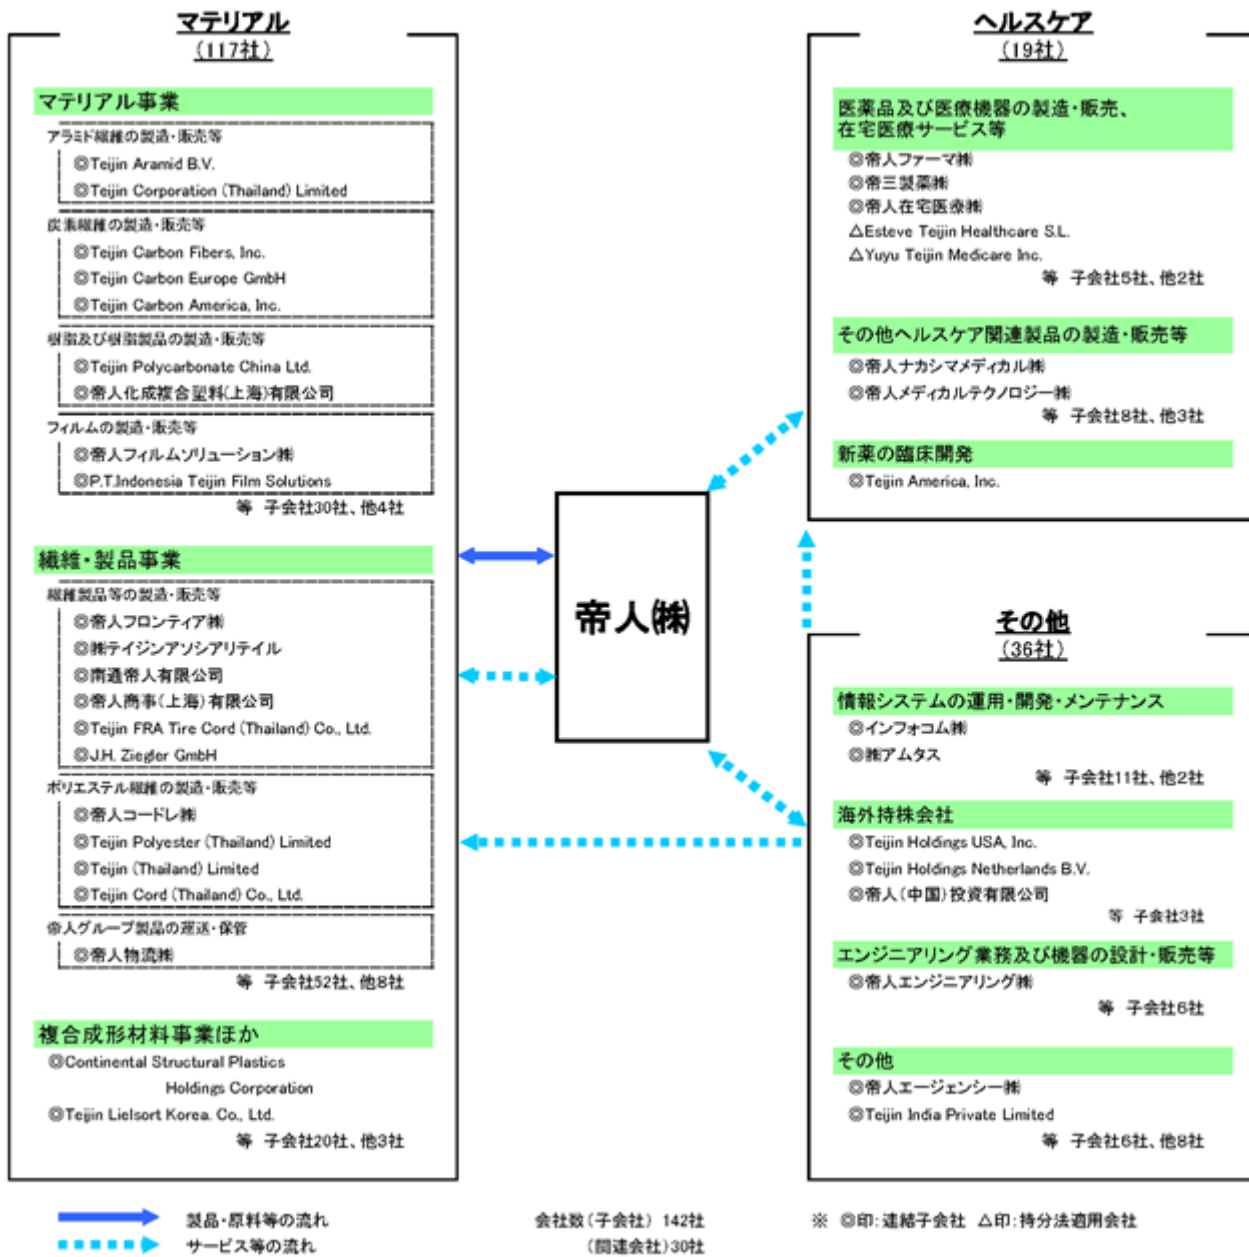 マテリアル
(117社)
マテリアル事業
アラミド繊維の製造・販売等
◎Teijin Aramid B.V.
◎Teijin Corporation (Thailand) Limited
炭素繊維の製造・販売等
◎Teijin Carbon Fibers, Inc.
◎Teijin Carbon Europe GmbH
◎Teijin Carbon America, Inc.
樹脂及び樹脂製品の製造・販売等
◎Teijin Polycarbonate China Ltd.
◎帝人化成複合塑料(上海)有限公司
フィルムの製造・販売等
◎帝人フィルムソリューション㈱
◎P.T.Indonesia Teijin Film Solutions
等 子会社30社、他4社
繊維・製品事業
繊維製品等の製造・販売等
◎帝人フロンティア㈱
◎㈱テイジンアソシアリテイル
◎南通帝人有限公司
◎帝人商事(上海)有限公司
◎Teijin FRA Tire Cord (Thailand) Co., Ltd.
◎J.H. Ziegler GmbH
ポリエステル繊維の製造・販売等
◎帝人コードレ㈱
◎Teijin Polyester (Thailand) Limited
◎Teijin (Thailand) Limited
◎Teijin Cord (Thailand) Co., Ltd.
帝人グループ製品の運送・保管
◎帝人物流㈱
等 子会社52社、他8社
複合成形材料事業ほか
◎Continental Structural Plastics
Holdings Corporation
◎Teijin Lielsort Korea. Co., Ltd.
等 子会社20社、他3社
帝人㈱
ヘルスケア
(19社)
医薬品及び医療機器の製造・販売、
在宅医療サービス等
◎帝人ファーマ㈱
◎帝三製薬㈱
◎帝人在宅医療㈱
△Esteve Teijin Healthcare S.L.
△Yuyu Teijin Medicare Inc.
等 子会社5社、他2社
その他ヘルスケア関連製品の製造・販売等
◎帝人ナカシマメディカル㈱
◎帝人メディカルテクノロジー㈱
等 子会社8社、他3社
新薬の臨床開発
◎Teijin America, Inc.
その他
(36社)
情報システムの運用・開発・メンテナンス
◎インフォコム㈱
◎㈱アムタス
等 子会社11社、他2社
海外持株会社
◎Teijin Holdings USA, Inc.
◎Teijin Holdings Netherlands B.V.
◎帝人(中国)投資有限公司
等 子会社3社
エンジニアリング業務及び機器の設計・販売等
◎帝人エンジニアリング㈱
等 子会社6社
その他
◎帝人エージェンシー㈱
◎Teijin India Private Limited
等 子会社6社、他8社
製品・原料等の流れ
サービス等の流れ
会社数(子会社) 142社
(関連会社)30社
※ ◎印:連結子会社 △印:持分法適用会社